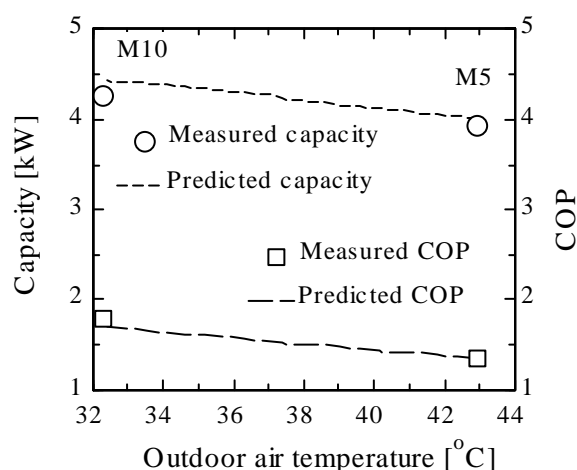 5
5
M10
M5
4
4
Measured capacity
Predicted capacity
Capacity [kW]
COP
3
3
Measured COP
Predicted COP
2
2
1
1
32 34 36 38 40 42 44
Outdoor air temperature [°C]